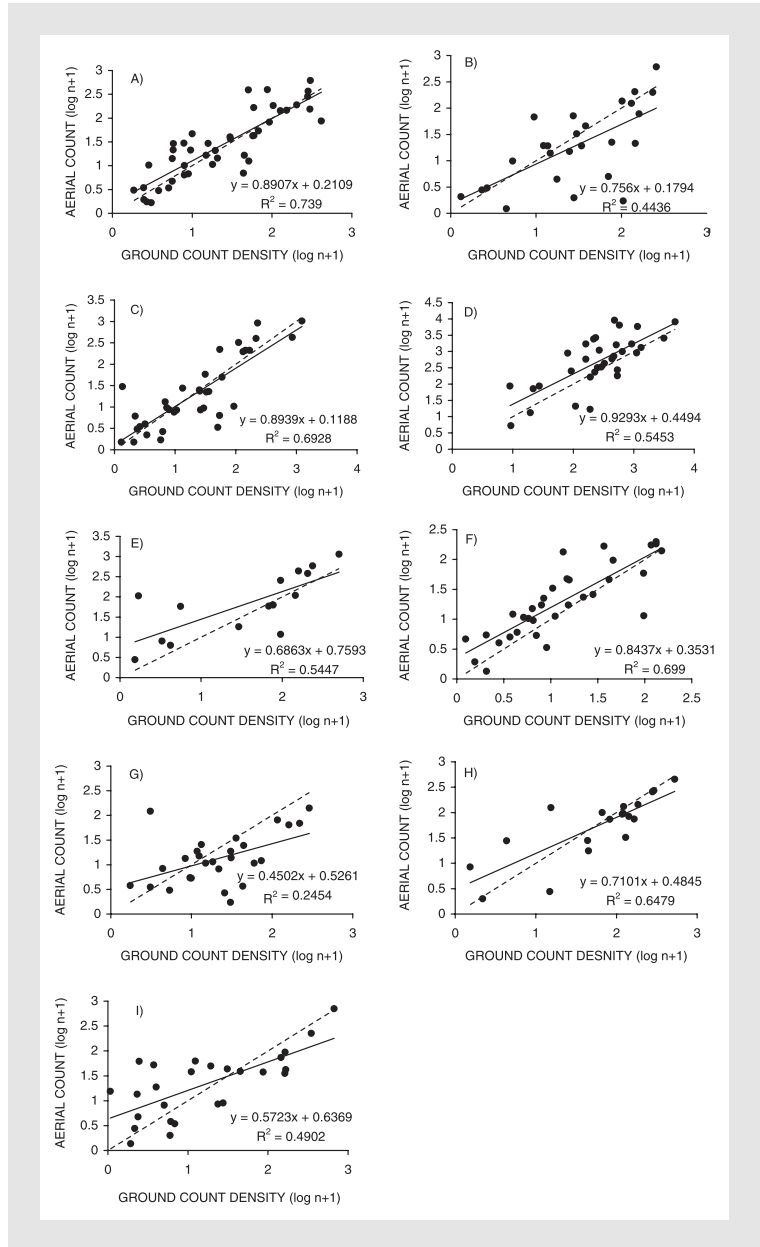 A)
AERIAL COUNT (log n+1)
3
2.5
2
1.5
1
0.5
0
y = 0.8907x + 0.2109
R2 = 0.739
0 1 2 3
GROUND COUNT DENSITY (log n+1)
B)
AERIAL COUNT (log n+1)
3
2.5
2
1.5
1
0.5
0
y = 0.756x + 0.1794
R2 = 0.4436
0 1 2 3
GROUND COUNT DENSITY (log n+1)
C)
AERIAL COUNT (log n+1)
3.5
3
2.5
2
1.5
1
0.5
0
y = 0.8939x + 0.1188
R2 = 0.6928
0 1 2 3 4
GROUND COUNT DENSITY (log n+1)
D)
AERIAL COUNT (log n+1)
4.5
4
3.5
3
2.5
2
1.5
1
0.5
0
y = 0.9293x + 0.4494
R2 = 0.5453
0 1 2 3 4
GROUND COUNT DENSITY (log n+1)
E)
AERIAL COUNT (log n+1)
3.5
3
2.5
2
1.5
1
0.5
0
y = 0.6863x + 0.7593
R2 = 0.5447
0 1 2 3
GROUND COUNT DENSITY (log n+1)
F)
AERIAL COUNT (log n+1)
2.5
2
1.5
1
0.5
0
y = 0.8437x + 0.3531
R2 = 0.699
0 0.5 1 1.5 2 2.5
GROUND COUNT DENSITY (log n+1)
G)
AERIAL COUNT (log n+1)
3
2.5
2
1.5
1
0.5
0
y = 0.4502x + 0.5261
R2 = 0.2454
0 1 2 3
GROUND COUNT DENSITY (log n+1)
H)
AERIAL COUNT (log n+1)
3
2.5
2
1.5
1
0.5
0
y = 0.7101x + 0.4845
R2 = 0.6479
0 1 2 3
GROUND COUNT DESNITY (log n+1)
I)
AERIAL COUNT (log n+1)
3
2.5
2
1.5
1
0.5
0
y = 0.5723x + 0.6369
R2 = 0.4902
0 1 2 3
GROUND COUNT DENSITY (log n+1)